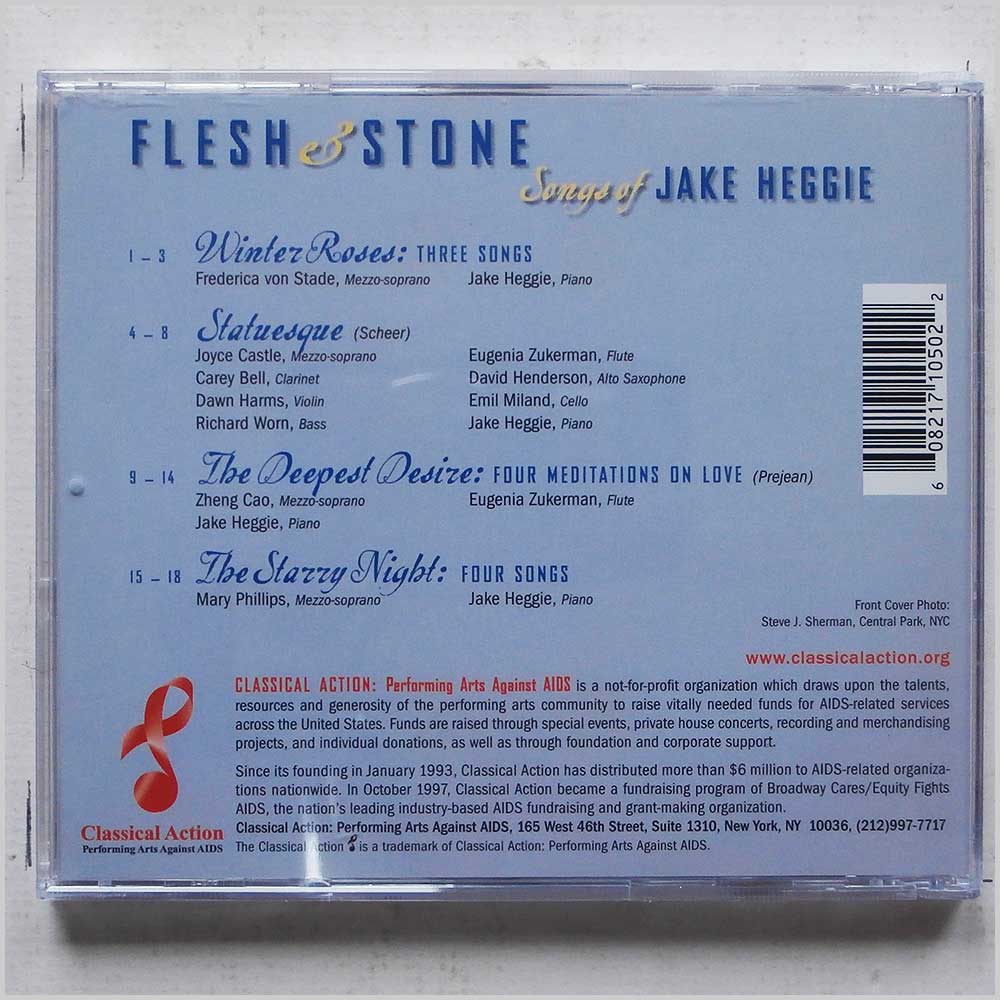 FLESH & STONE
Songs of JAKE HEGGIE
1 – 3 Winter Roses: THREE SONGS
Frederica von Stade, Mezzo-soprano Jake Heggie, Piano
4 – 8 Statuesque (Scheer)
Joyce Castle, Mezzo-soprano Eugenia Zukerman, Flute
Carey Bell, Clarinet David Henderson, Alto Saxophone
Dawn Harms, Violin Emil Miland, Cello
Richard Worn, Bass Jake Heggie, Piano
9 – 14 The Deepest Desire: FOUR MEDITATIONS ON LOVE (Prejean)
Zheng Cao, Mezzo-soprano Eugenia Zukerman, Flute
Jake Heggie, Piano
15 – 18 The Starry Night: FOUR SONGS
Mary Phillips, Mezzo-soprano Jake Heggie, Piano
6 08217 10502 2
Front Cover Photo:
Steve J. Sherman, Central Park, NYC
www.classicalaction.org
CLASSICAL ACTION: Performing Arts Against AIDS is a not-for-profit organization which draws upon the talents,
resources and generosity of the performing arts community to raise vitally needed funds for AIDS-related services
across the United States. Funds are raised through special events, private house concerts, recording and merchandising
projects, and individual donations, as well as through foundation and corporate support.
Since its founding in January 1993, Classical Action has distributed more than $6 million to AIDS-related organiza-
tions nationwide. In October 1997, Classical Action became a fundraising program of Broadway Cares/Equity Fights
AIDS, the nation's leading industry-based AIDS fundraising and grant-making organization.
Classical Action: Performing Arts Against AIDS, 165 West 46th Street, Suite 1310, New York, NY 10036, (212)997-7717
The Classical Action is a trademark of Classical Action: Performing Arts Against AIDS.
Classical Action
Performing Arts Against AIDS